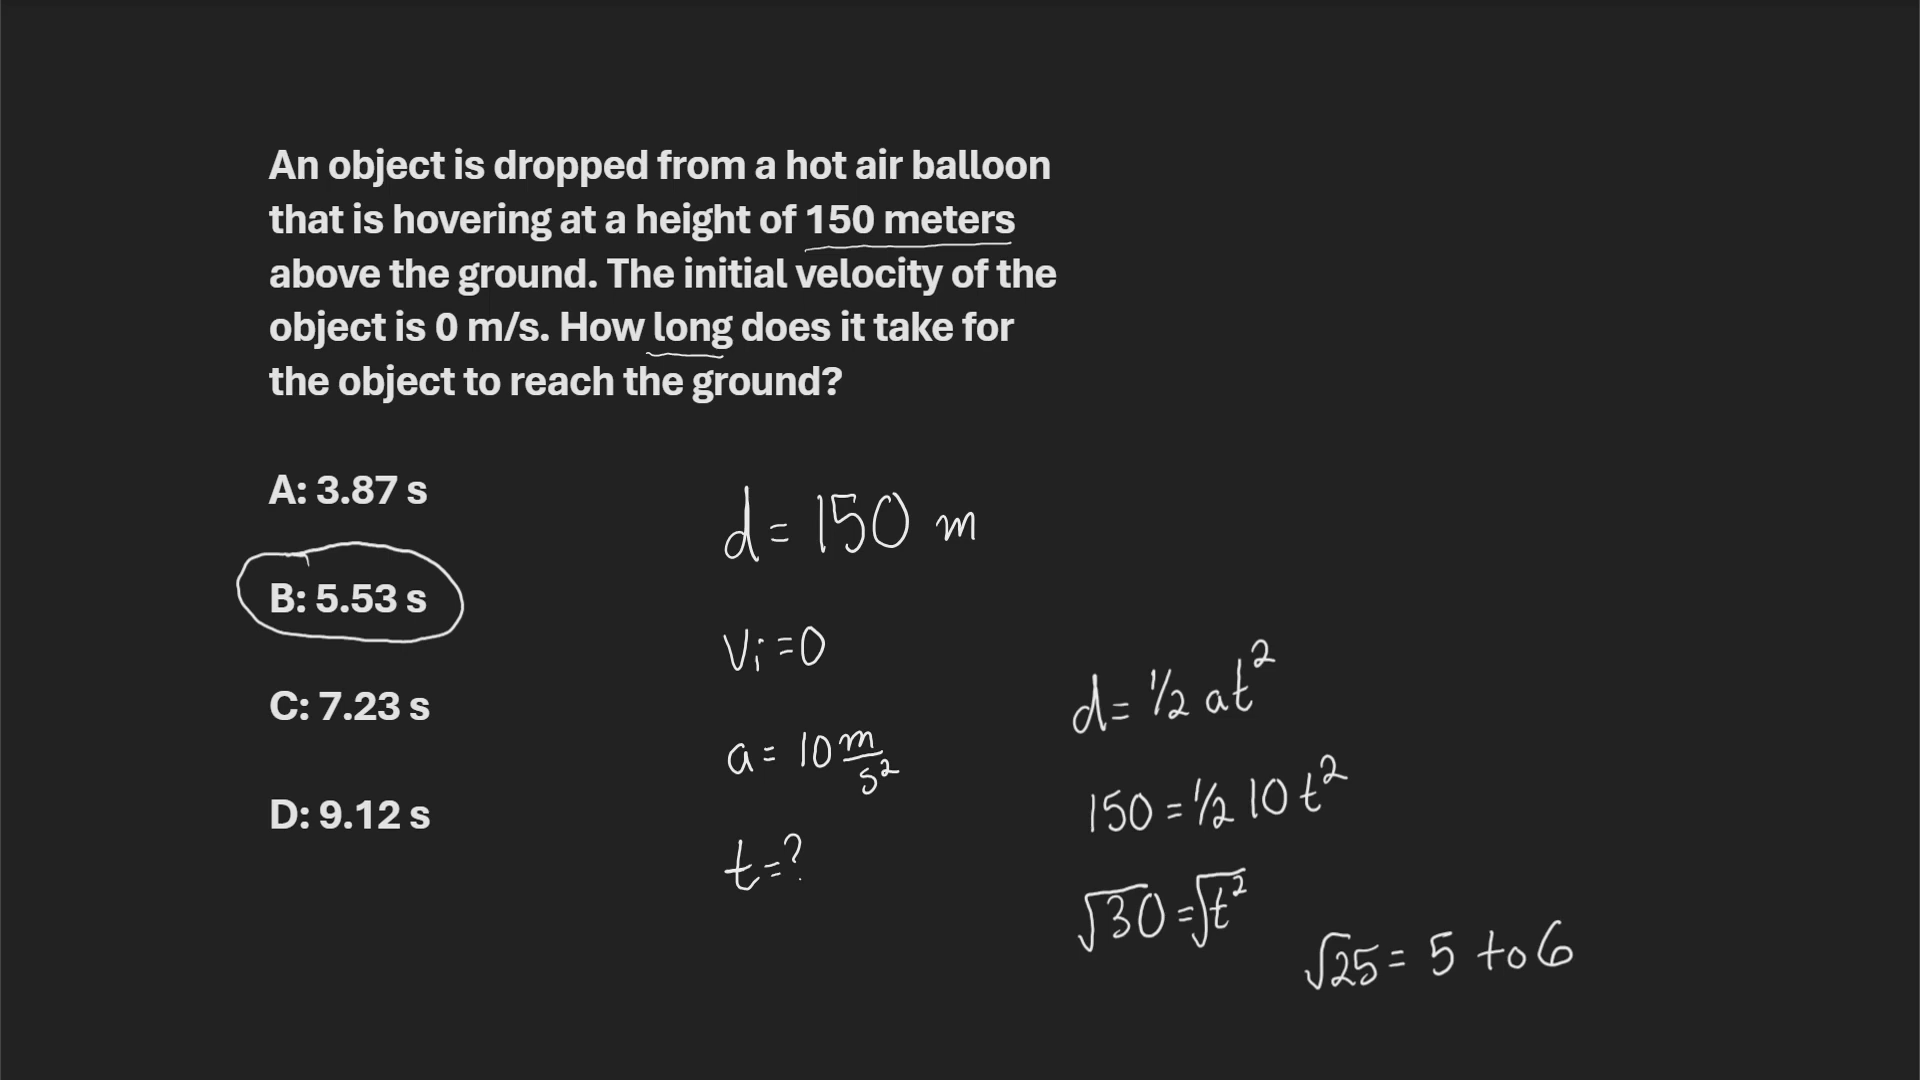 An object is dropped from a hot air balloon
that is hovering at a height of 150 meters
above the ground. The initial velocity of the
object is 0 m/s. How long does it take for
the object to reach the ground?
A: 3.87 s
B: 5.53 s
C: 7.23 s
D: 9.12 s
d = 150 m
Vi = 0
a = 10 m/s²
t = ?
d = ½ at²
150 = ½ 10 t²
√30 = √t²
√25 = 5 to 6